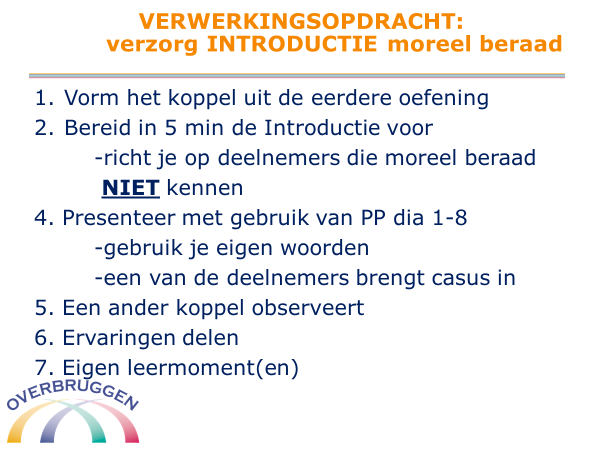 VERWERKINGSOPDRACHT:
verzorg INTRODUCTIE moreel beraad
1. Vorm het koppel uit de eerdere oefening
2. Bereid in 5 min de Introductie voor
-richt je op deelnemers die moreel beraad
NIET kennen
4. Presenteer met gebruik van PP dia 1-8
-gebruik je eigen woorden
-een van de deelnemers brengt casus in
5. Een ander koppel observeert
6. Ervaringen delen
7. Eigen leermoment(en)
OVERBRUGGEN